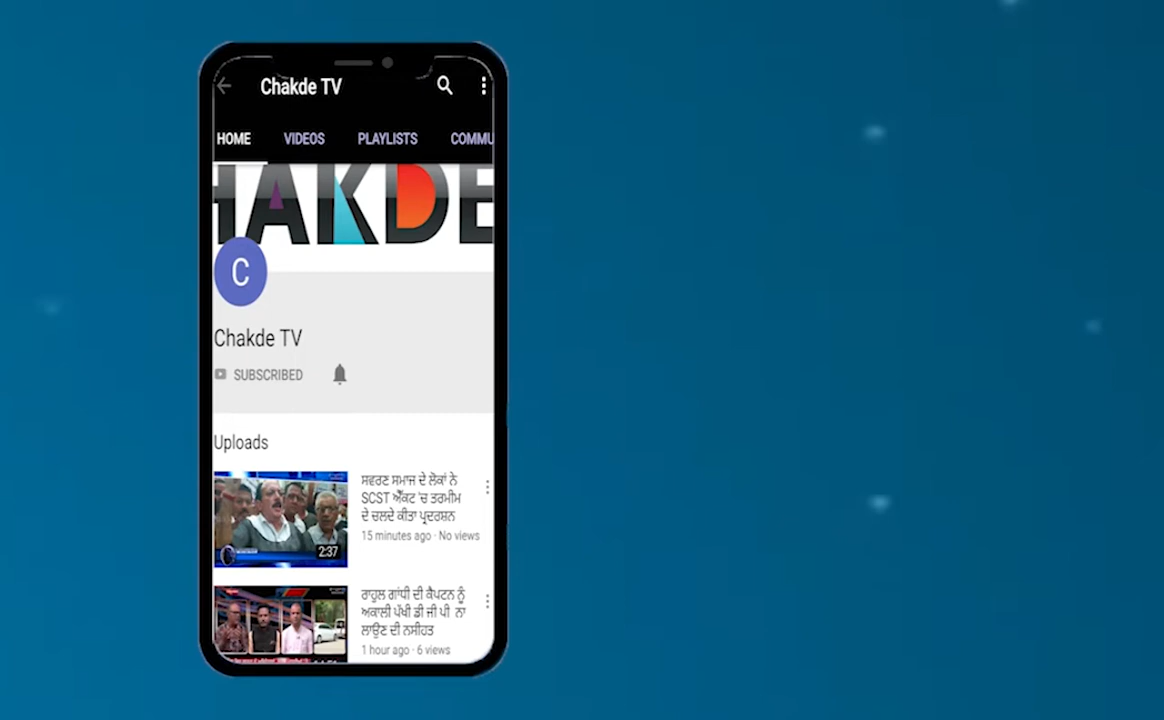 Chakde TV
HOME VIDEOS PLAYLISTS COMMU
HAKDE
C
Chakde TV
SUBSCRIBED
Uploads
ਸਵਰਣ ਸਮਾਜ ਦੇ ਲੋਕਾਂ ਨੇ
SCST ਐਕਟ 'ਚ ਤਰਮੀਮ
ਦੇ ਚਲਦੇ ਕੀਤਾ ਪ੍ਰਦਰਸ਼ਨ
15 minutes ago · No views
2:37
ਰਾਹੁਲ ਗਾਂਧੀ ਦੀ ਕੈਪਟਨ ਨੂੰ
ਅਕਾਲੀ ਪੱਖੀ ਡੀ ਜੀ ਪੀ ਨਾ
ਲਾਉਣ ਦੀ ਨਸੀਹਤ
1 hour ago · 6 views